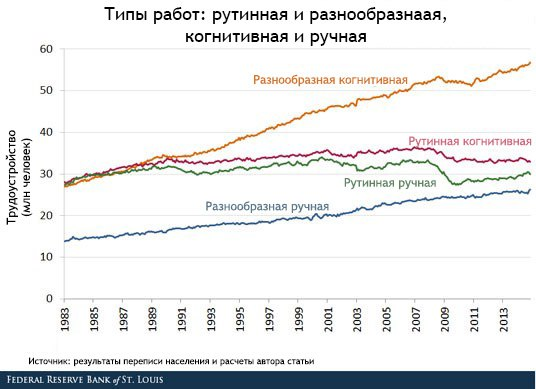 Типы работ: рутинная и разнообразнаая,
когнитивная и ручная
Трудоустройство
(млн человек)
60
50
40
30
20
10
0
Разнообразная когнитивная
Рутинная когнитивная
Рутинная ручная
Разнообразная ручная
1983
1985
1987
1989
1991
1993
1995
1997
1999
2001
2003
2005
2007
2009
2011
2013
Источник: результаты переписи населения и расчеты автора статьи
FEDERAL RESERVE BANK of ST. LOUIS